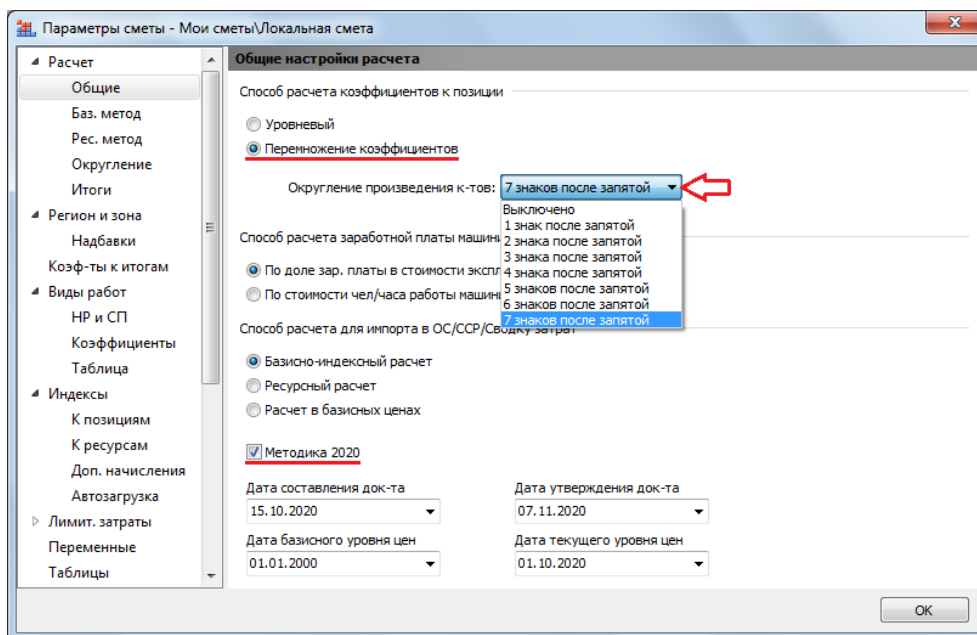 Параметры сметы - Мои сметы\Локальная смета
Расчет
Общие
Баз. метод
Рес. метод
Округление
Итоги
Регион и зона
Надбавки
Коэф-ты к итогам
Виды работ
НР и СП
Коэффициенты
Таблица
Индексы
К позициям
К ресурсам
Доп. начисления
Автозагрузка
Лимит. затраты
Переменные
Таблицы
Общие настройки расчета
Способ расчета коэффициентов к позиции
Уровневый
Перемножение коэффициентов
Округление произведения к-тов: 7 знаков после запятой
Выключено
1 знак после запятой
2 знака после запятой
3 знака после запятой
4 знака после запятой
5 знаков после запятой
6 знаков после запятой
7 знаков после запятой
Способ расчета заработной платы
По доле зар. платы в стоимости
По стоимости чел/часа работы
Способ расчета для импорта в ОС/ССР/Сводку затрат
Базисно-индексный расчет
Ресурсный расчет
Расчет в базисных ценах
Методика 2020
Дата составления док-та Дата утверждения док-та
15.10.2020 07.11.2020
Дата базисного уровня цен Дата текущего уровня цен
01.01.2000 01.10.2020
OK